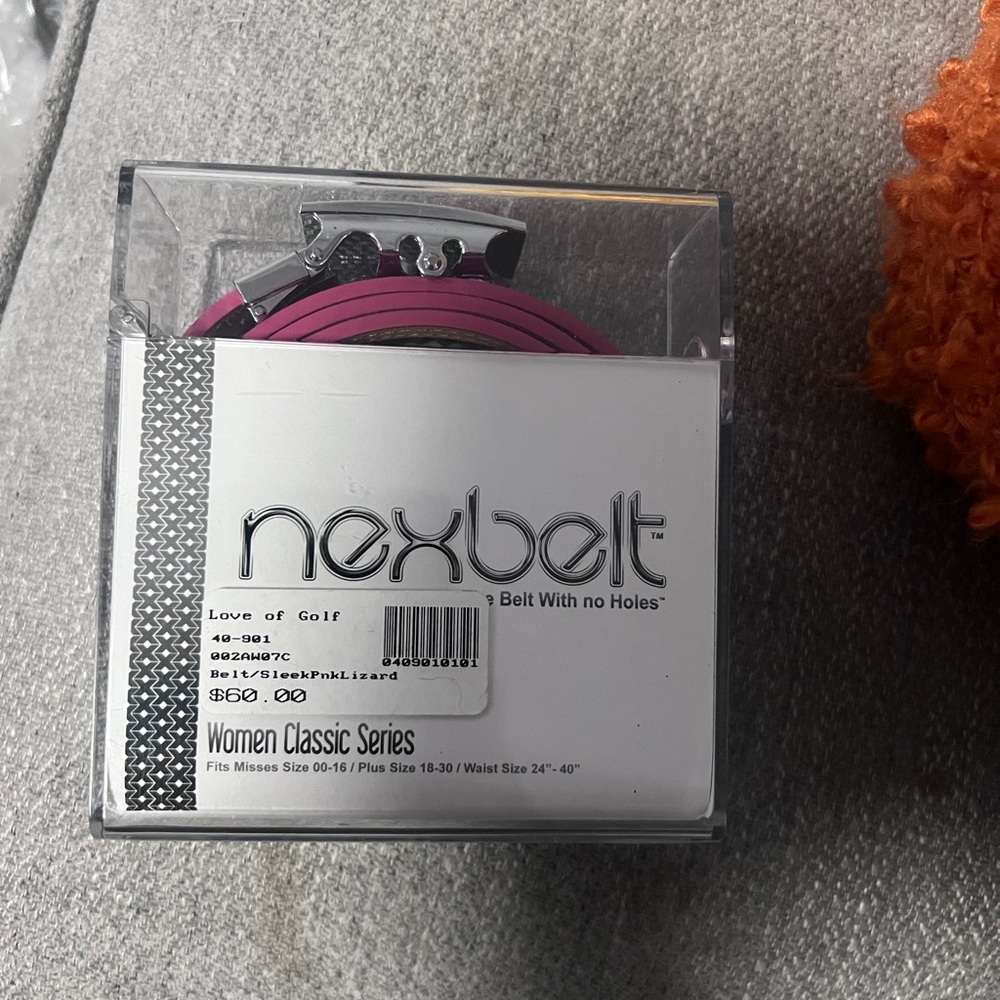 nexbelt™
e Belt With no Holes™
Love of Golf
40-901
002AW07C
0409010101
Belt/SleekPnkLizard
$60.00
Women Classic Series
Fits Misses Size 00-16 / Plus Size 18-30 / Waist Size 24"- 40"